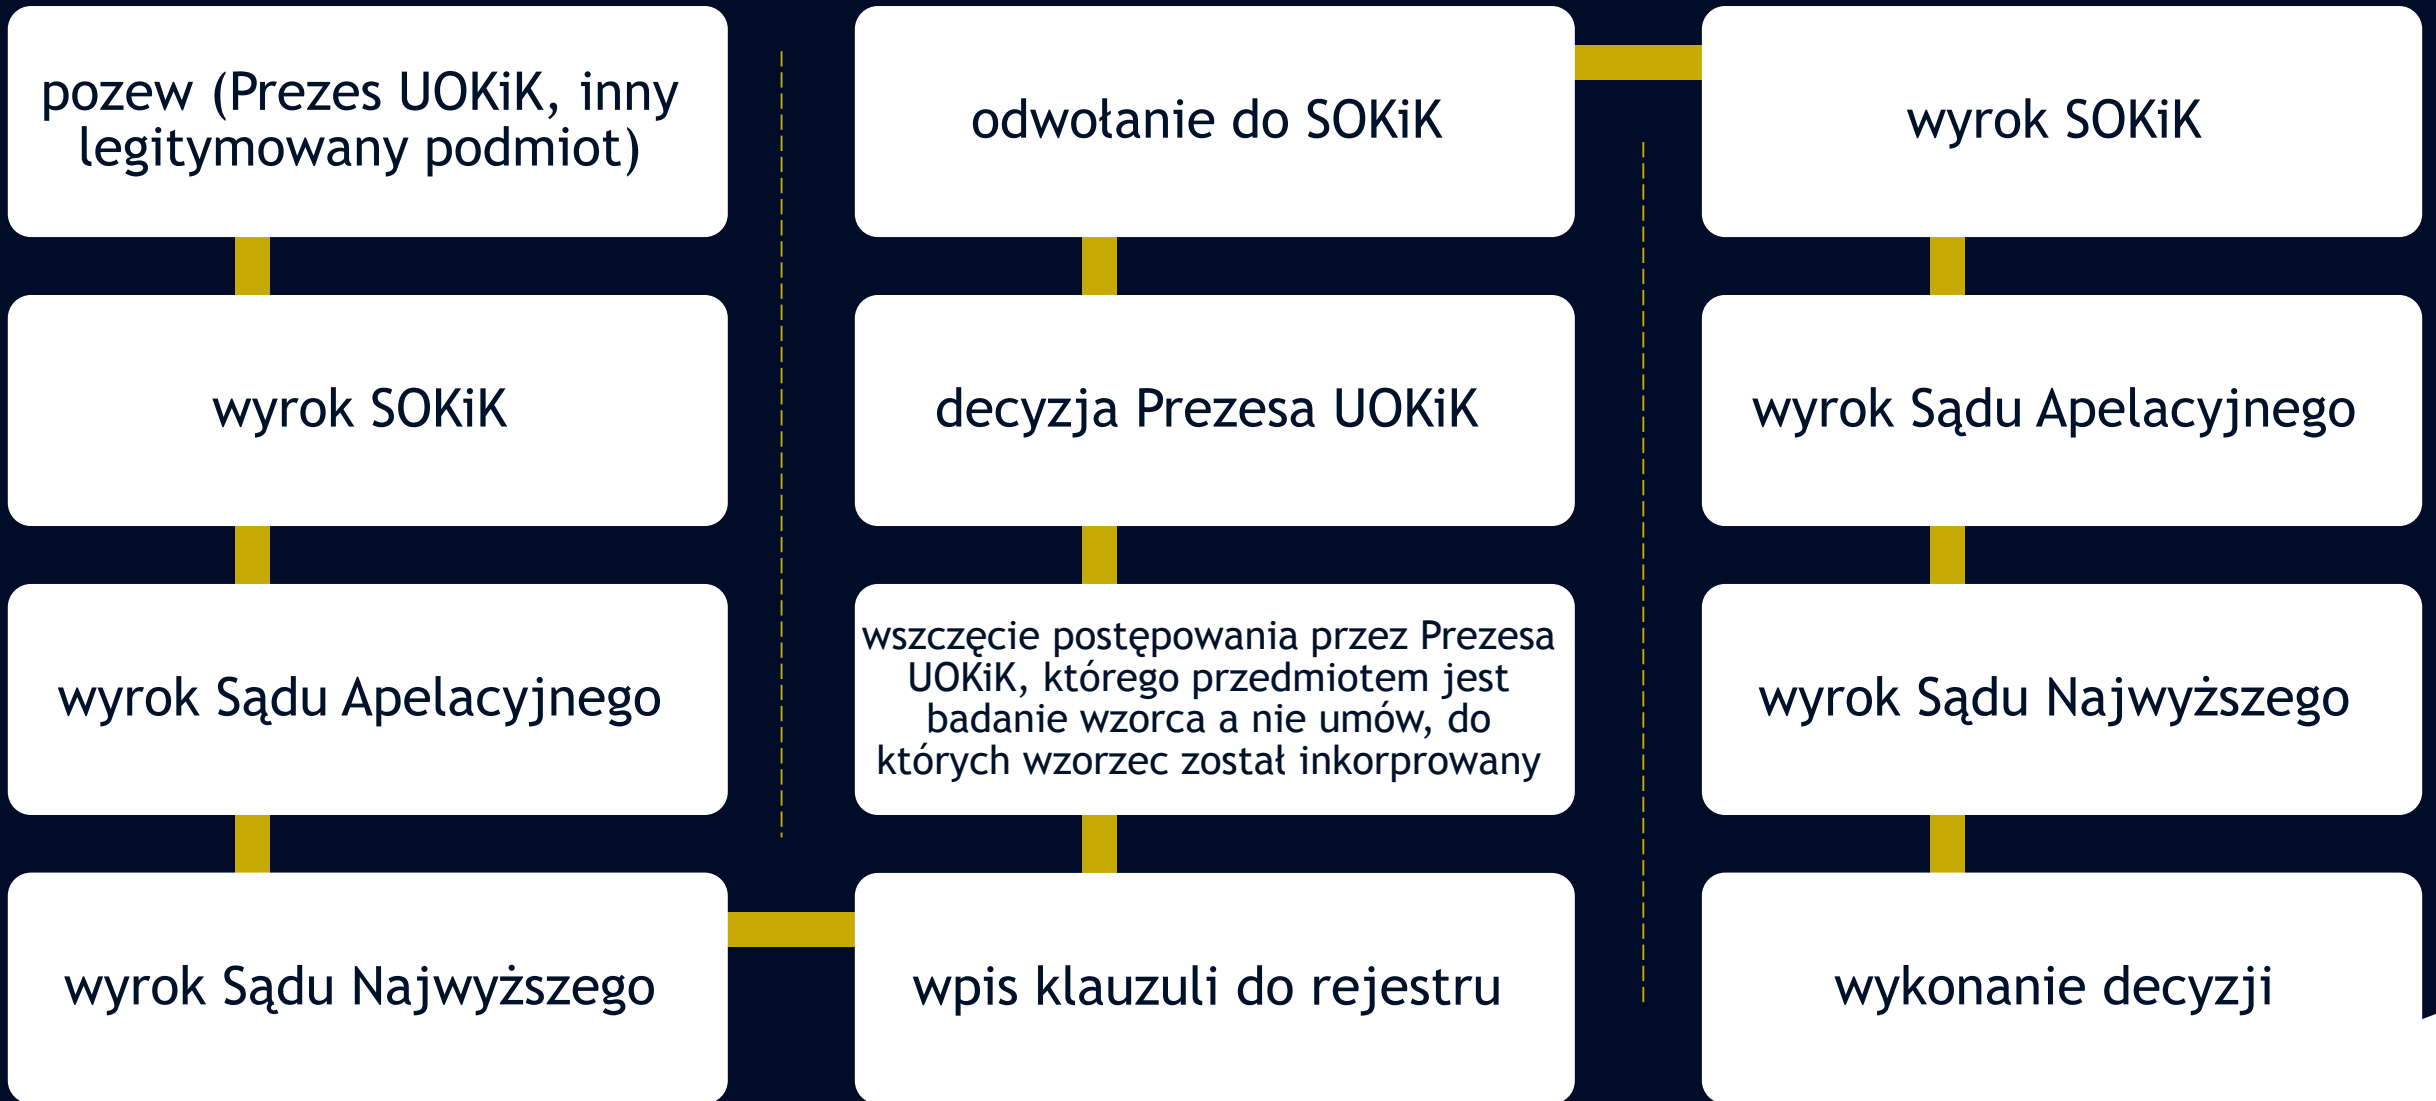 pozew (Prezes UOKiK, inny
legitymowany podmiot)
wyrok SOKiK
wyrok Sądu Apelacyjnego
wyrok Sądu Najwyższego
odwołanie do SOKiK
decyzja Prezesa UOKiK
wszczęcie postępowania przez Prezesa
UOKiK, którego przedmiotem jest
badanie wzorca a nie umów, do
których wzorzec został inkorprowany
wpis klauzuli do rejestru
wyrok SOKiK
wyrok Sądu Apelacyjnego
wyrok Sądu Najwyższego
wykonanie decyzji